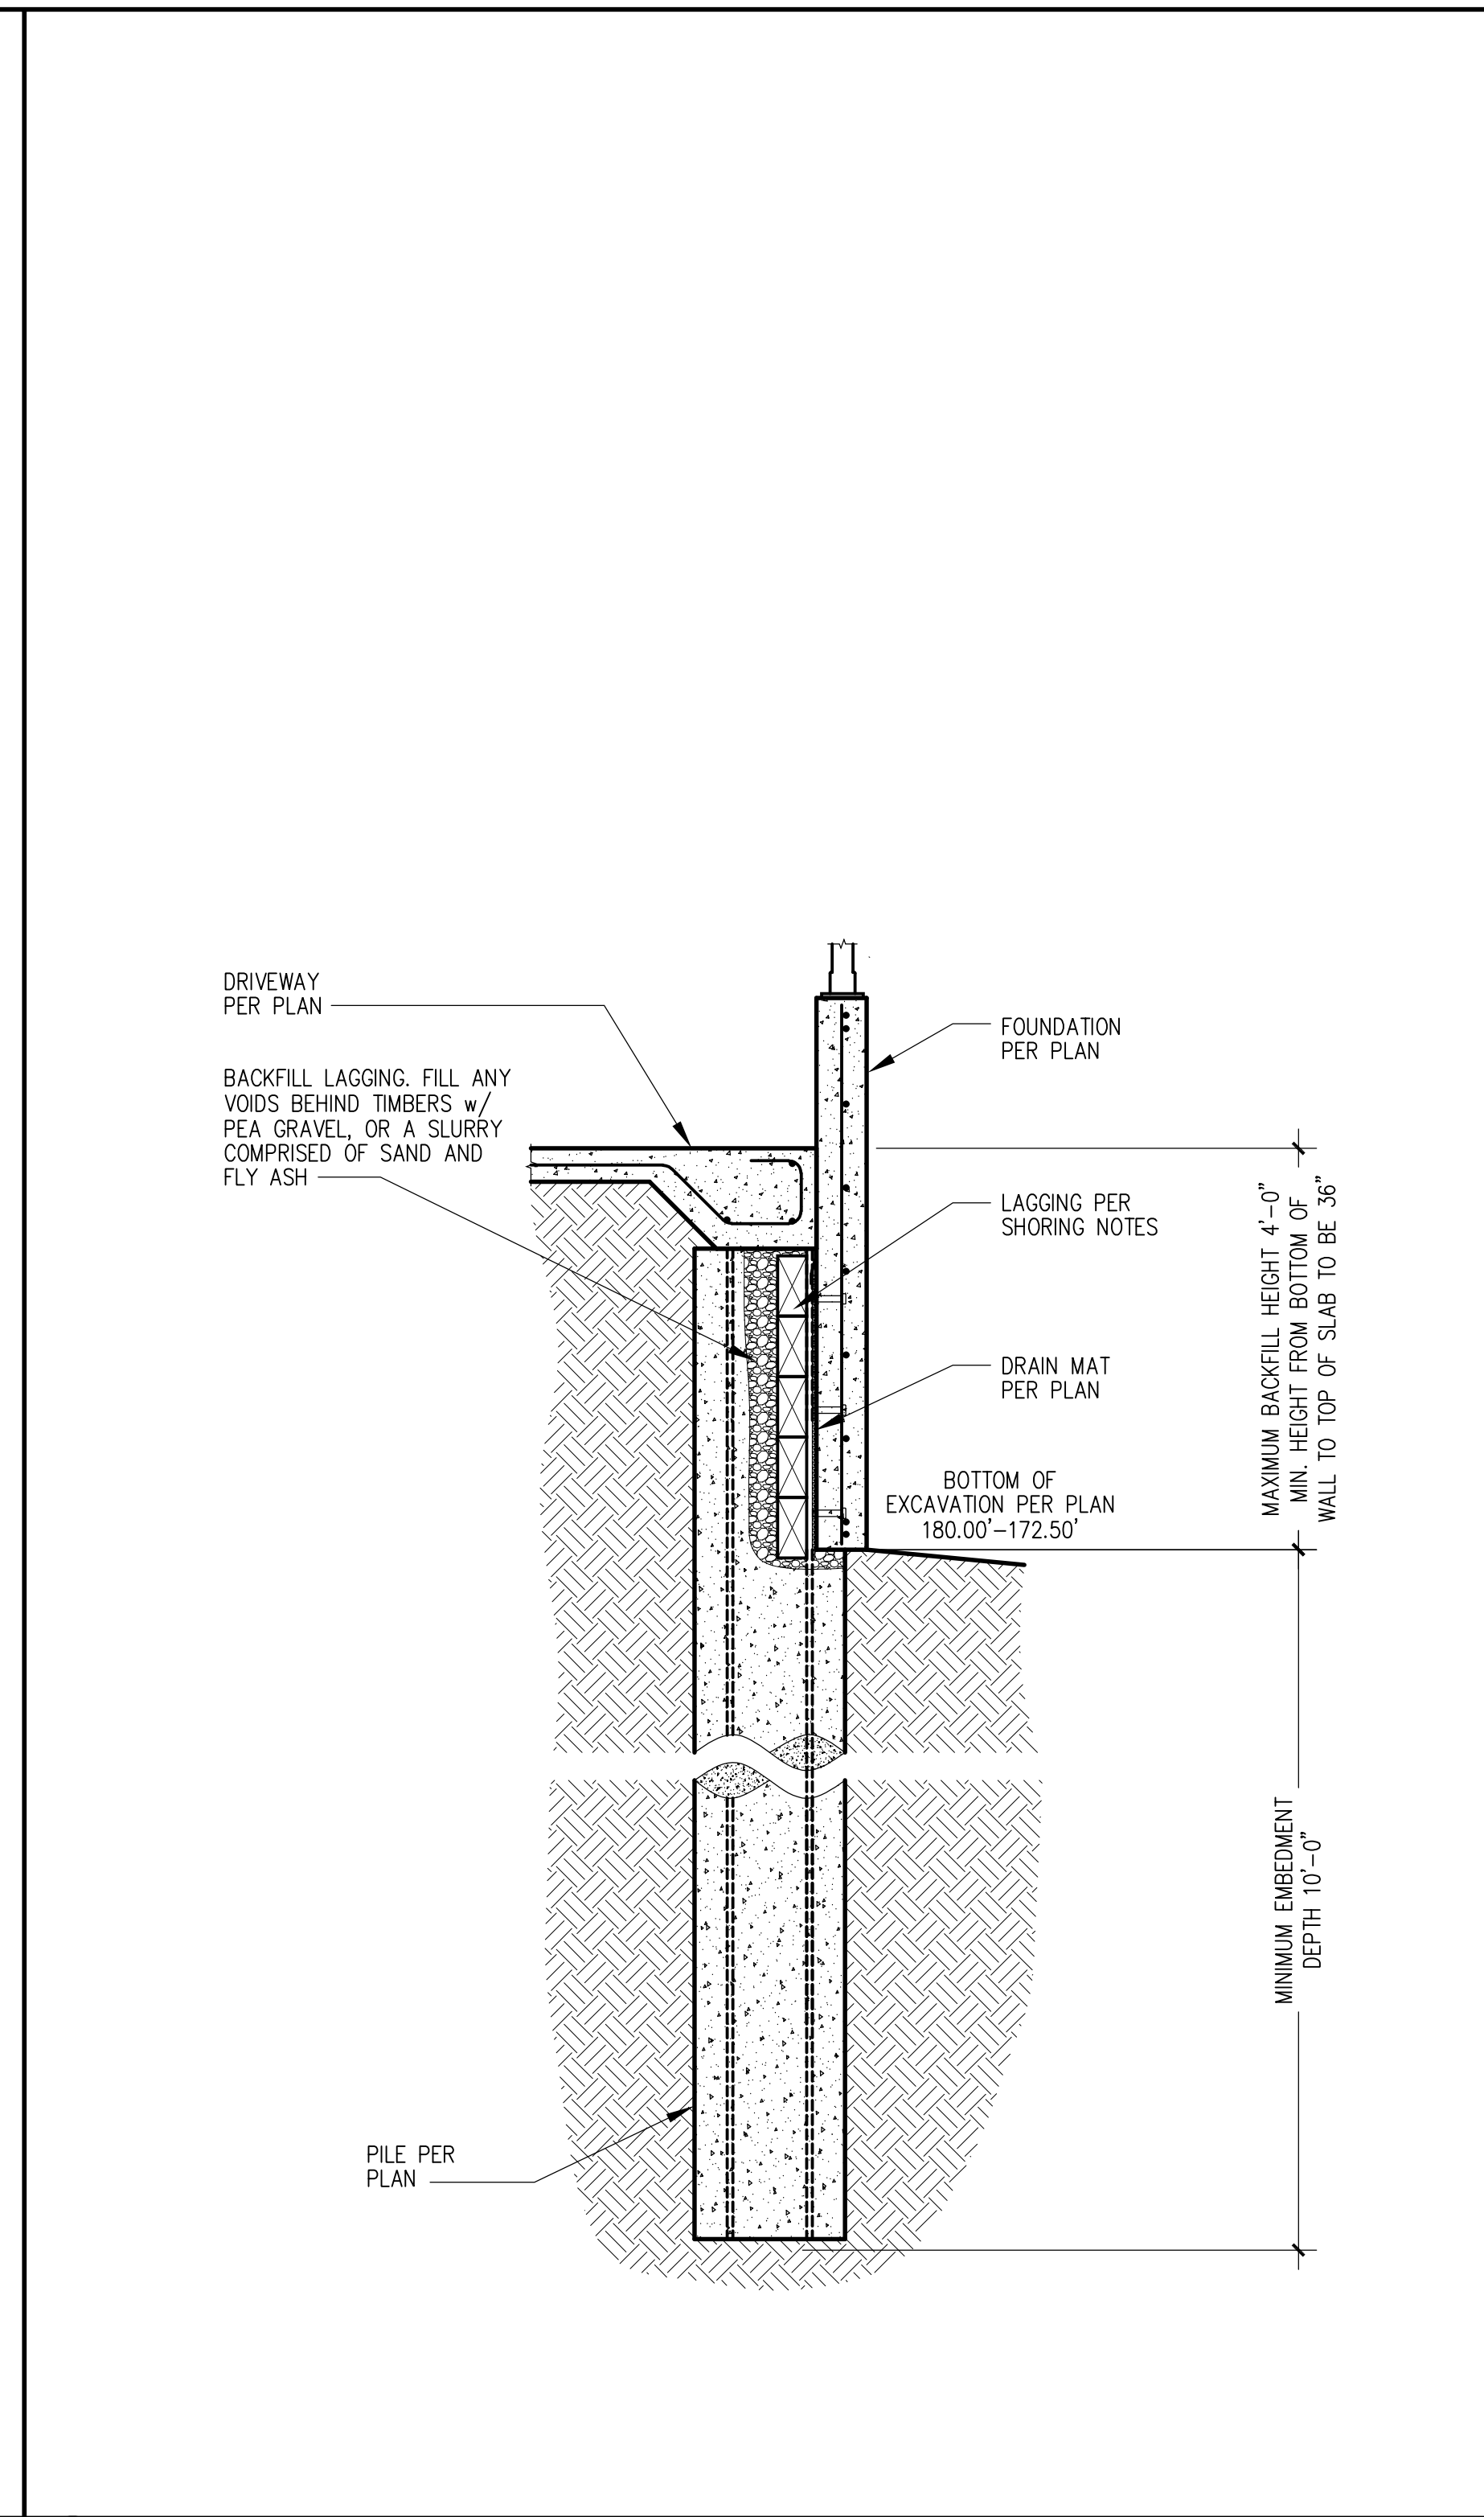 DRIVEWAY
PER PLAN
BACKFILL LAGGING. FILL ANY
VOIDS BEHIND TIMBERS w/
PEA GRAVEL, OR A SLURRY
COMPRISED OF SAND AND
FLY ASH
FOUNDATION
PER PLAN
LAGGING PER
SHORING NOTES
DRAIN MAT
PER PLAN
BOTTOM OF
EXCAVATION PER PLAN
180.00'-172.50'
MAXIMUM BACKFILL HEIGHT 4'-0"
MIN. HEIGHT FROM BOTTOM OF
WALL TO TOP OF SLAB TO BE 36"
MINIMUM EMBEDMENT
DEPTH 10'-0"
PILE PER
PLAN